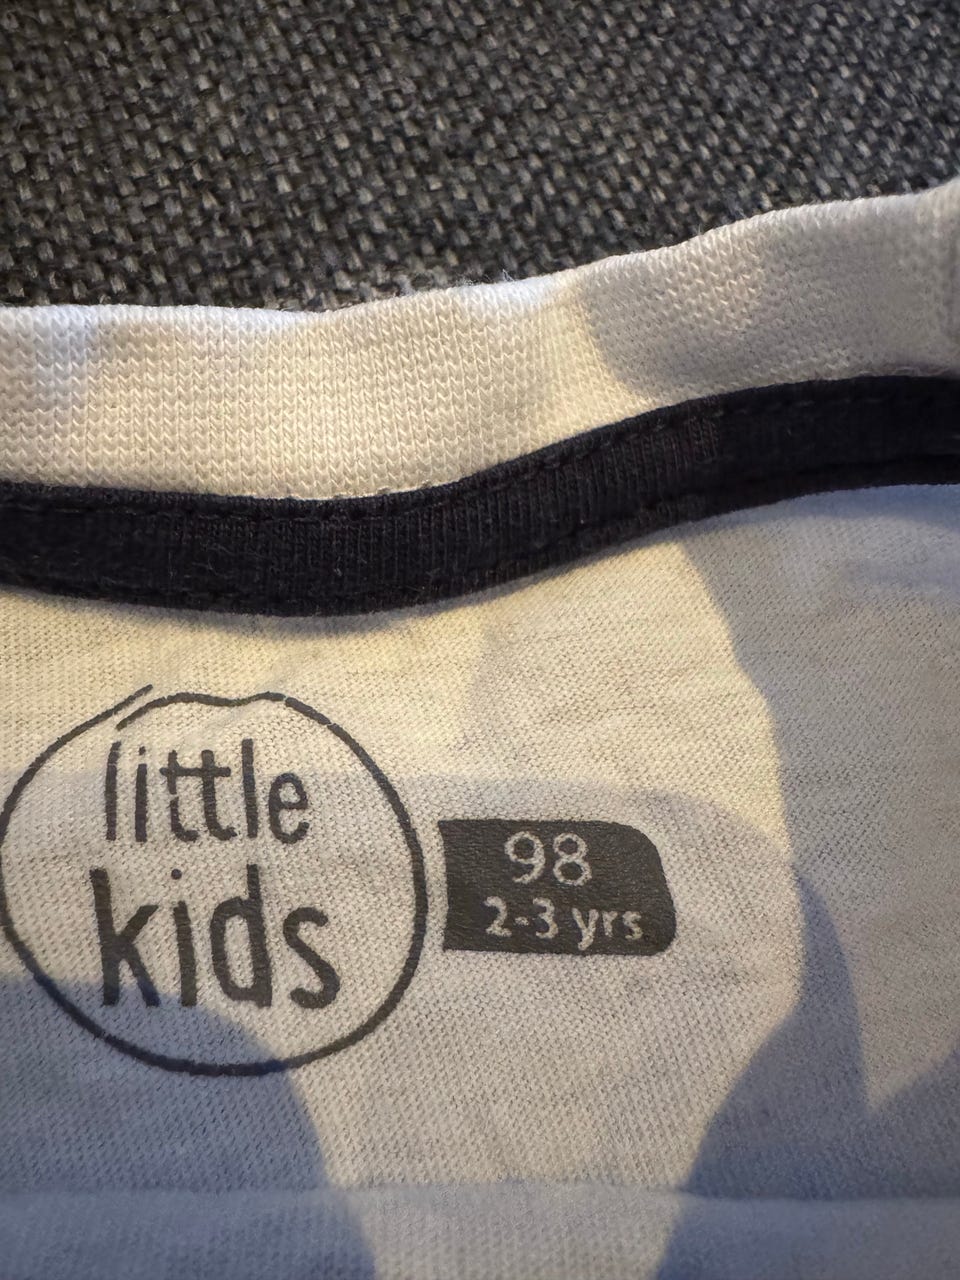 little
kids
98
2-3 yrs